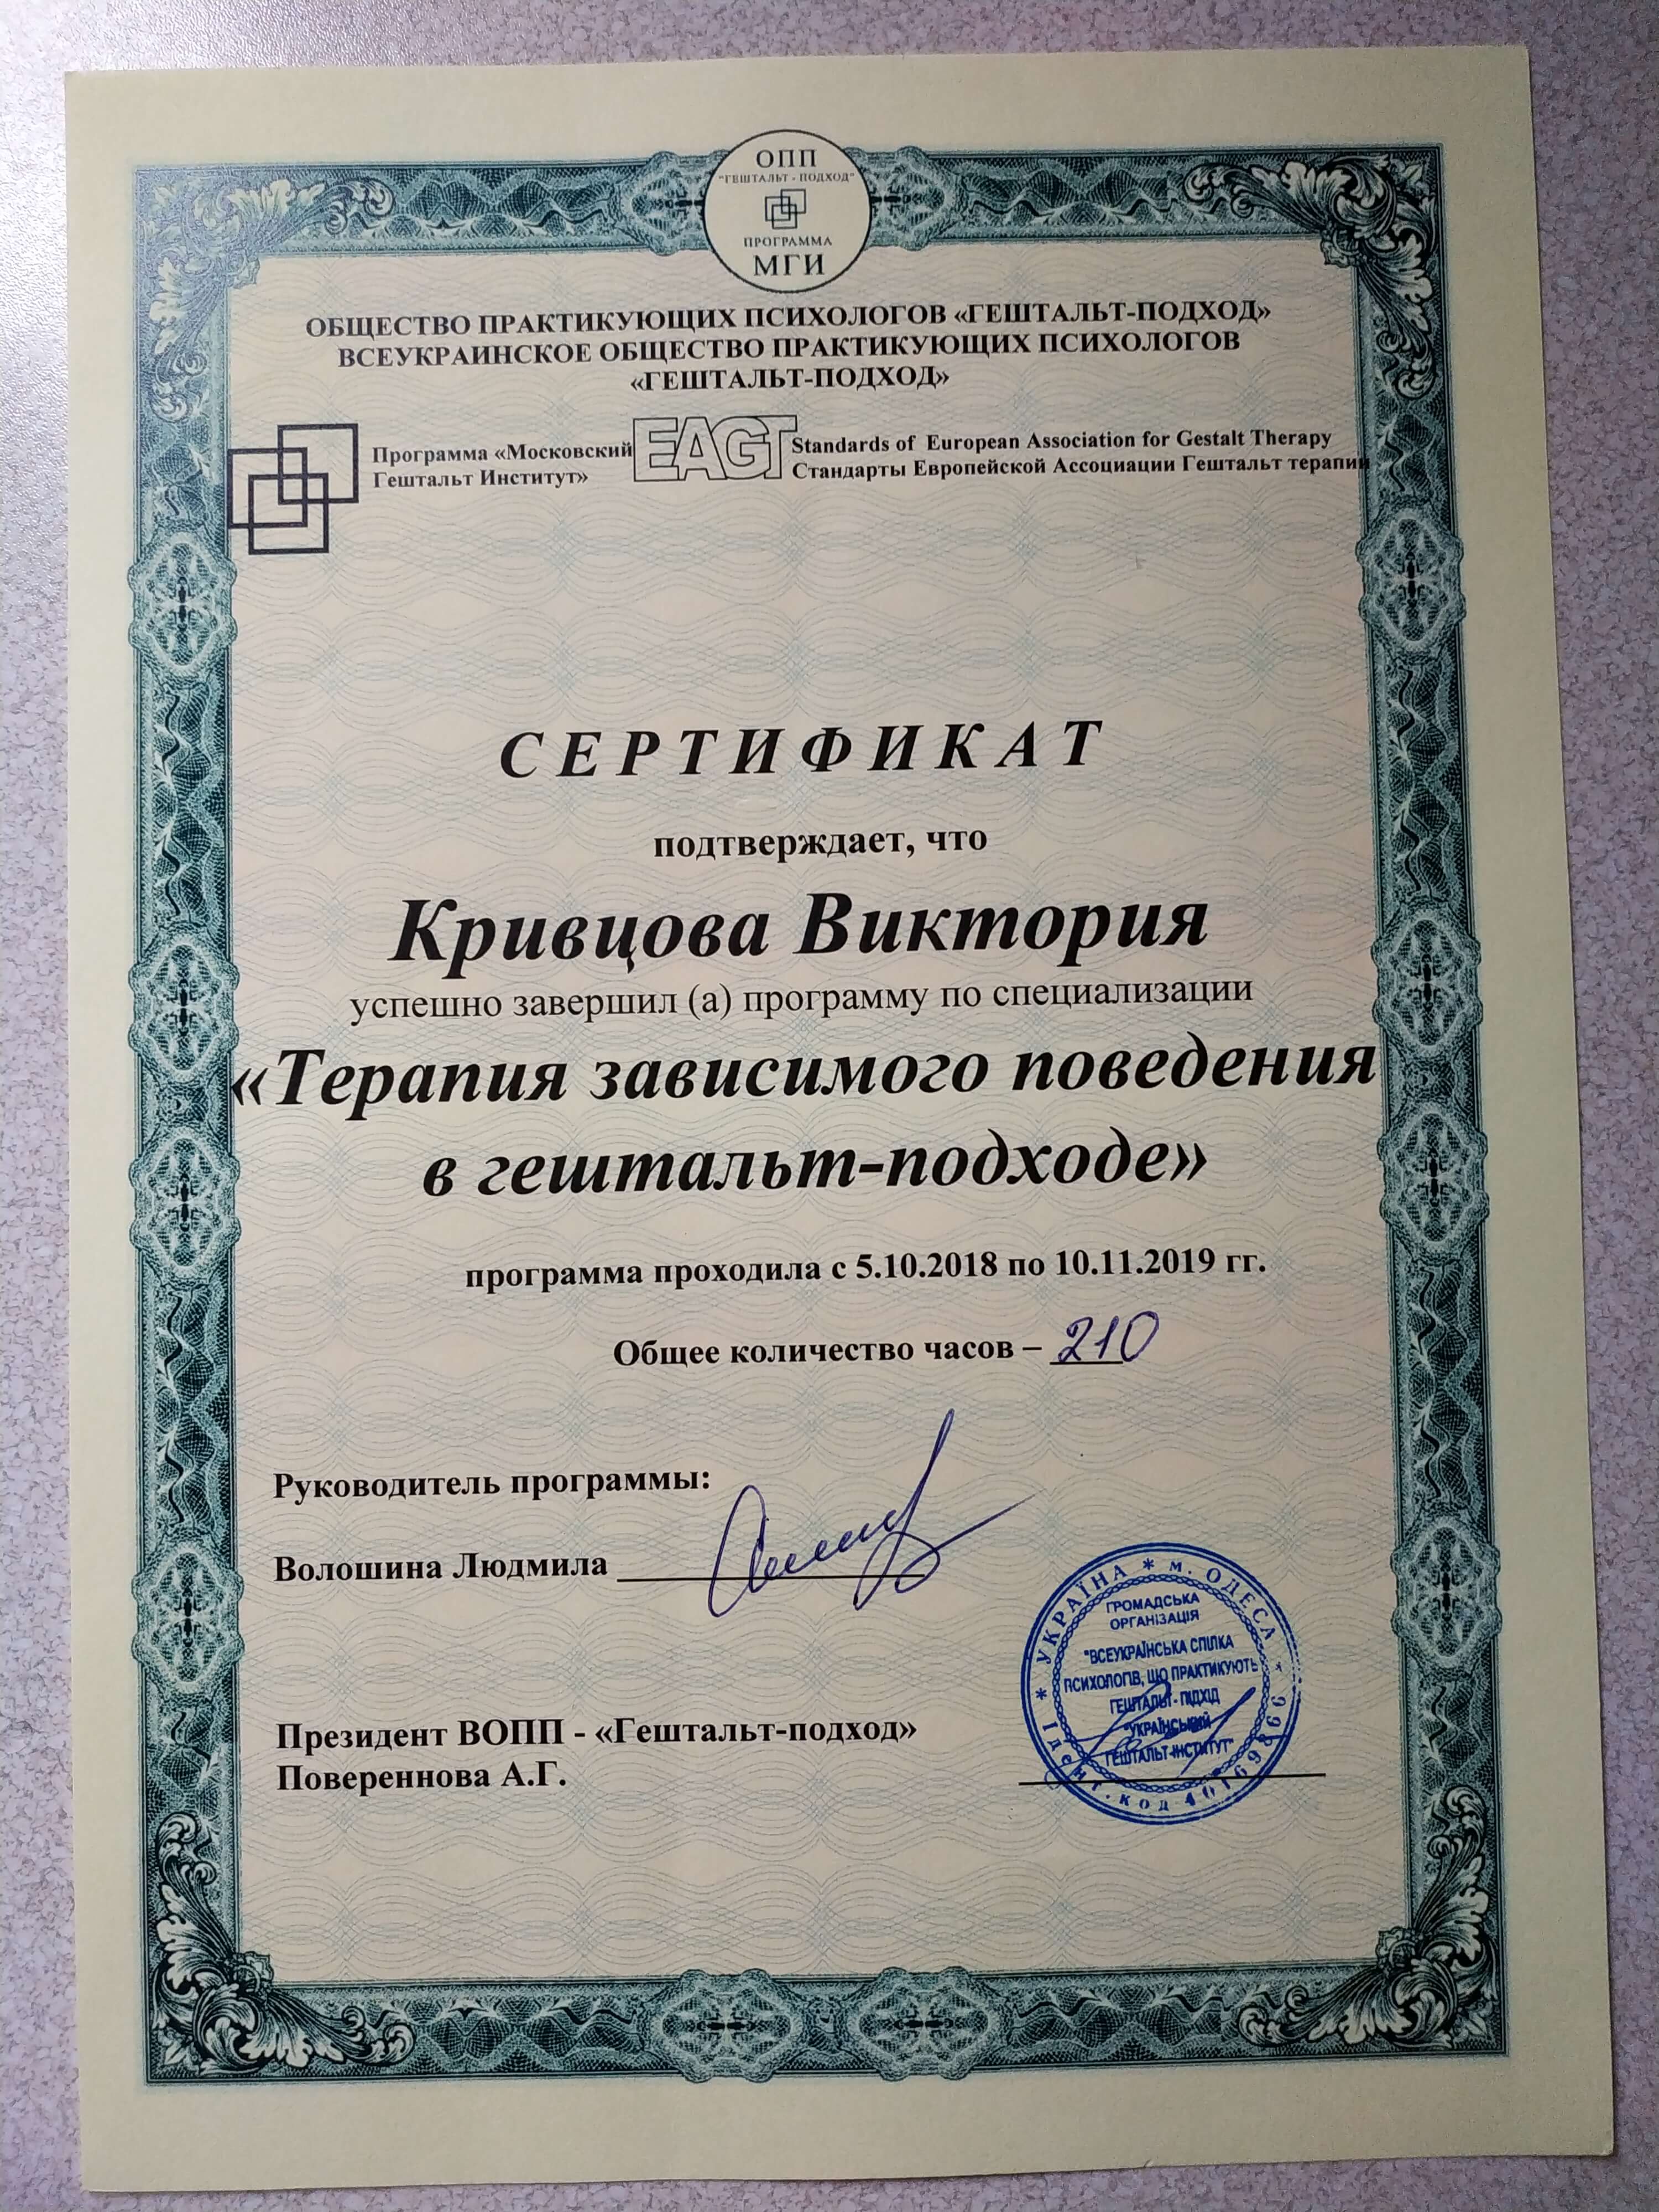 ОПП
"ГЕШТАЛЬТ - ПОДХОД"
ПРОГРАММА
МГИ
ОБЩЕСТВО ПРАКТИКУЮЩИХ ПСИХОЛОГОВ «ГЕШТАЛЬТ-ПОДХОД»
ВСЕУКРАИНСКОЕ ОБЩЕСТВО ПРАКТИКУЮЩИХ ПСИХОЛОГОВ
«ГЕШТАЛЬТ-ПОДХОД»
Программа «Московский
Гештальт Институт»
EAGT
Standards of European Association for Gestalt Therapy
Стандарты Европейской Ассоциации Гештальт терапии
СЕРТИФИКАТ
подтверждает, что
Кривцова Виктория
успешно завершил (а) программу по специализации
«Терапия зависимого поведения
в гештальт-подходе»
программа проходила с 5.10.2018 по 10.11.2019 гг.
Общее количество часов – 210
Руководитель программы:
Волошина Людмила
Президент ВОПП - «Гештальт-подход»
Повереннова А.Г.
* УКРАЇНА * м. ОДЕСА *
ГРОМАДСЬКА
ОРГАНІЗАЦІЯ
"ВСЕУКРАЇНСЬКА СПІЛКА
ПСИХОЛОГІВ, ЩО ПРАКТИКУЮТЬ
ГЕШТАЛЬТ- ПІДХІД
"УКРАЇНСЬКИЙ
ГЕШТАЛЬТ-ІНСТИТУТ"
Ідент. код 40169866